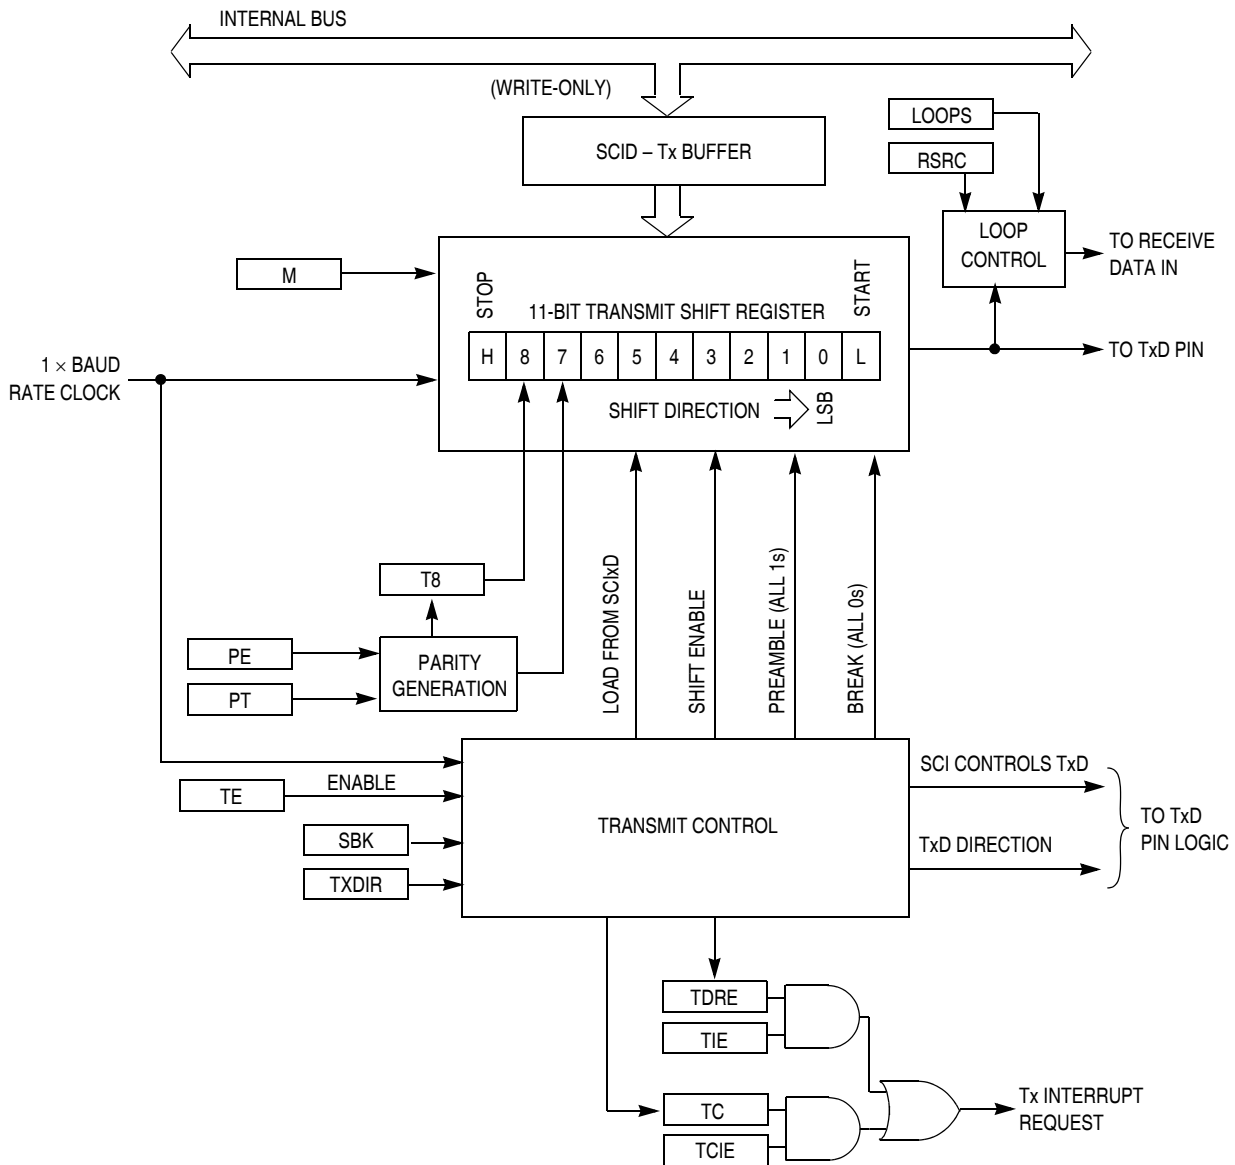 INTERNAL BUS
(WRITE-ONLY)
SCID – Tx BUFFER
LOOPS
RSRC
LOOP
CONTROL
TO RECEIVE
DATA IN
M
STOP
11-BIT TRANSMIT SHIFT REGISTER
START
H 8 7 6 5 4 3 2 1 0 L
TO TxD PIN
1 × BAUD
RATE CLOCK
SHIFT DIRECTION
LSB
T8
PE
PT
PARITY
GENERATION
LOAD FROM SCIxD
SHIFT ENABLE
PREAMBLE (ALL 1s)
BREAK (ALL 0s)
TE
ENABLE
SBK
TXDIR
TRANSMIT CONTROL
SCI CONTROLS TxD
TxD DIRECTION
TO TxD
PIN LOGIC
TDRE
TIE
TC
TCIE
Tx INTERRUPT
REQUEST